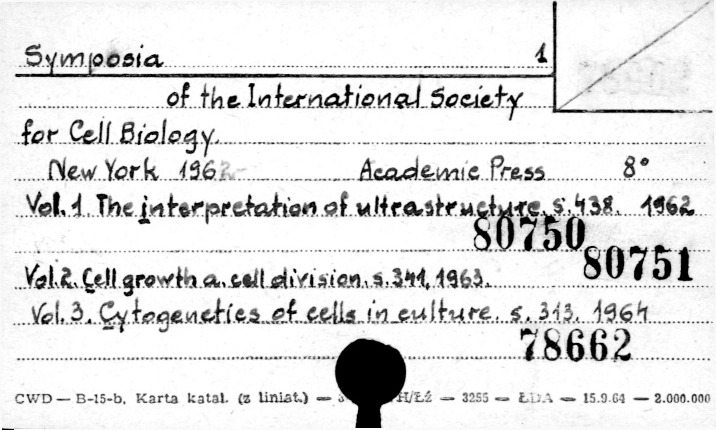 Symposia 1
of the International Society
for Cell Biology.
New York 1962- Academic Press 8°
Vol. 1. The interpretation of ultrastructure. s. 438. 1962
80750
80751
Vol. 2. Cell growth a. cell division. s. 341, 1963.
Vol. 3. Cytogenetics of cells in culture. s. 313. 1964
78662
CWD — B-15-b. Karta katal. (z liniat.) — H/Łż — 3255 — ŁDA — 15.9.64 — 2.000.000